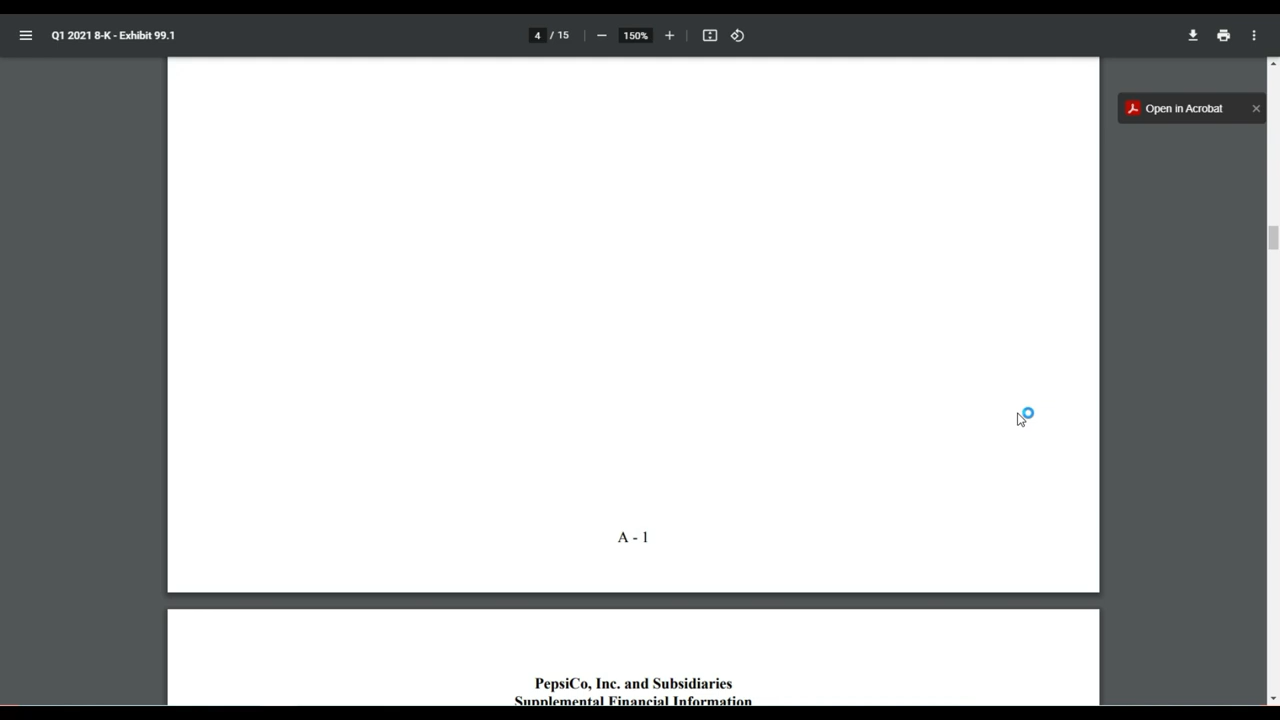 Q1 2021 8-K - Exhibit 99.1
4 / 15
150%
Open in Acrobat
A - 1
PepsiCo, Inc. and Subsidiaries
Supplemental Financial Information